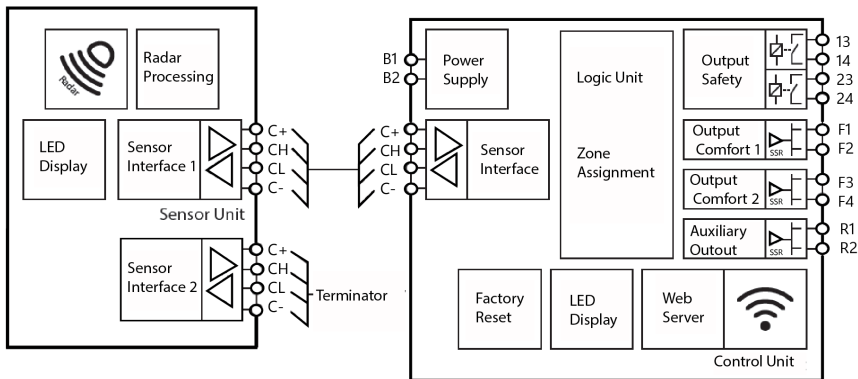 Radar
Radar
Processing
LED
Display
Sensor
Interface 1
C+
CH
CL
C-
Sensor Unit
Sensor
Interface 2
C+
CH
CL
C-
Terminator
B1
B2
Power
Supply
C+
CH
CL
C-
Sensor
Interface
Logic Unit
Zone
Assignment
Output
Safety
13
14
23
24
Output
Comfort 1
SSR
F1
F2
Output
Comfort 2
SSR
F3
F4
Auxiliary
Outout
SSR
R1
R2
Factory
Reset
LED
Display
Web
Server
Control Unit